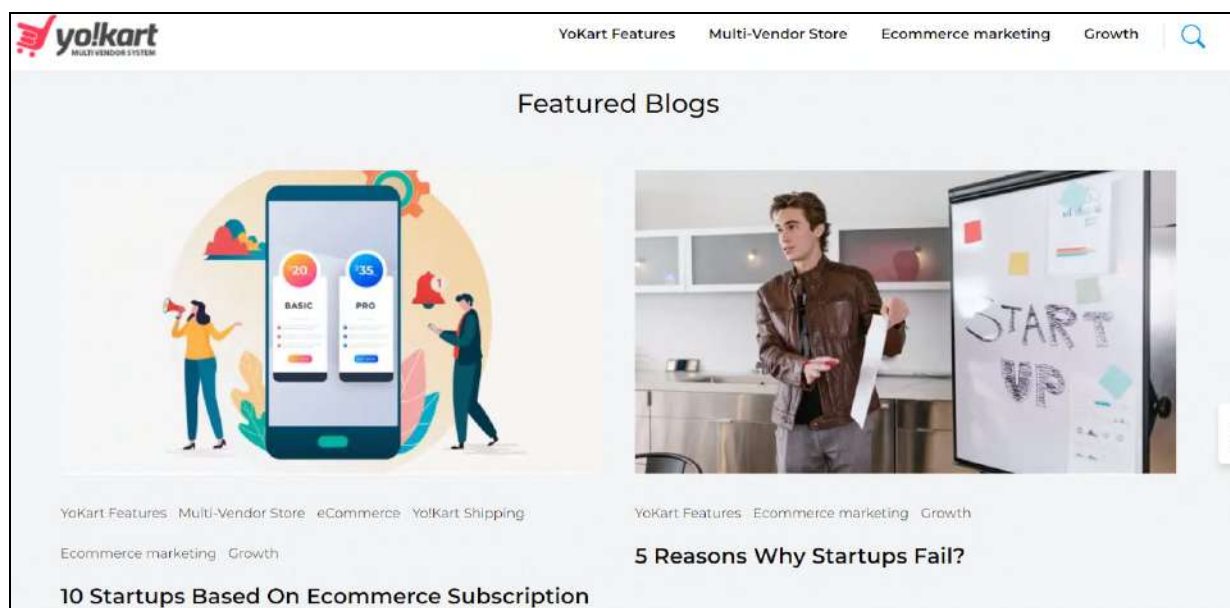 yo!kart
MULTI VENDOR SYSTEM
YoKart Features Multi-Vendor Store Ecommerce marketing Growth
Featured Blogs
$20 $35
BASIC PRO
1
START
UP
YoKart Features Multi-Vendor Store eCommerce Yo!Kart Shipping
Ecommerce marketing Growth
10 Startups Based On Ecommerce Subscription
YoKart Features Ecommerce marketing Growth
5 Reasons Why Startups Fail?